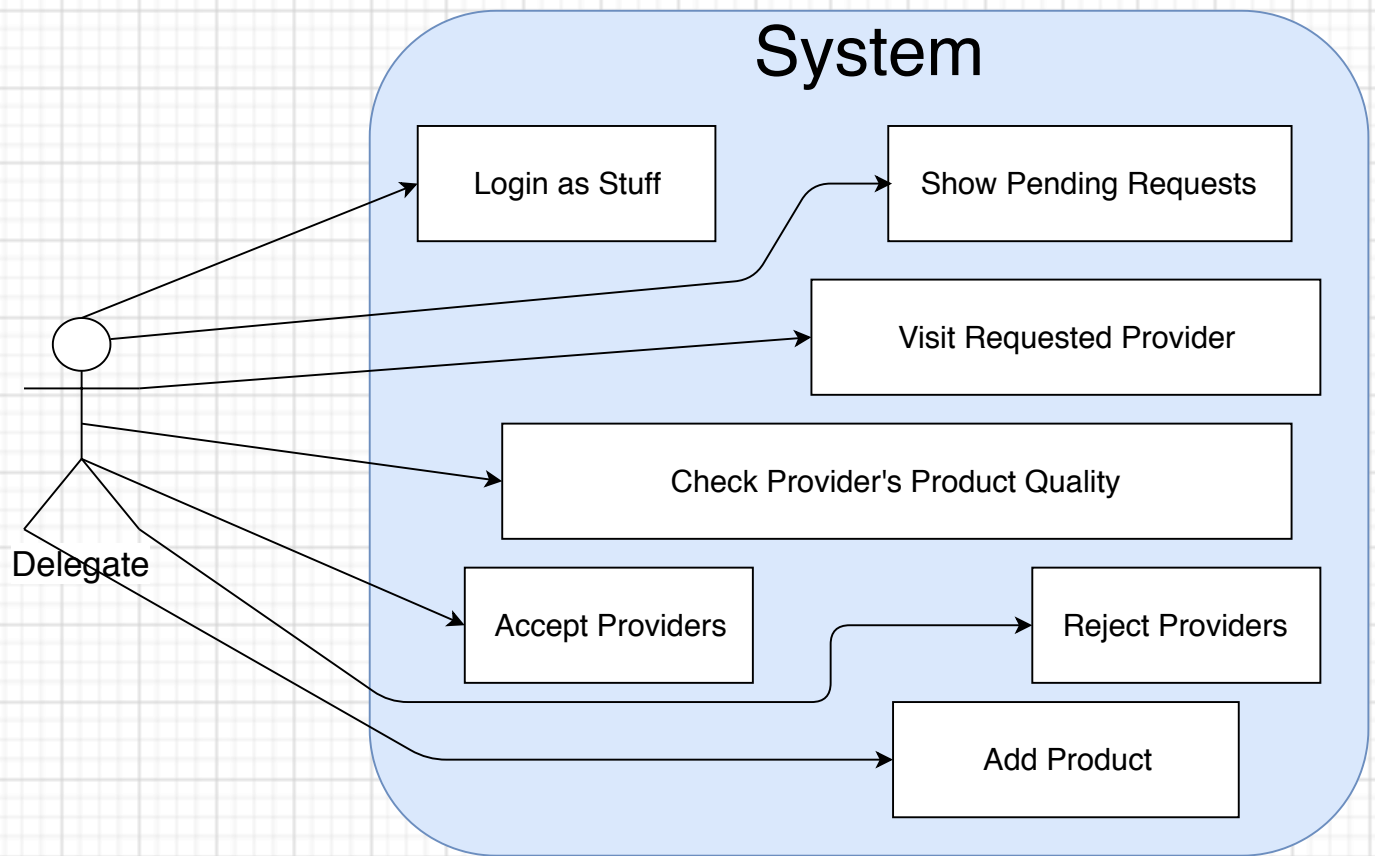 System
Login as Stuff
Show Pending Requests
Visit Requested Provider
Check Provider's Product Quality
Delegate
Accept Providers
Reject Providers
Add Product